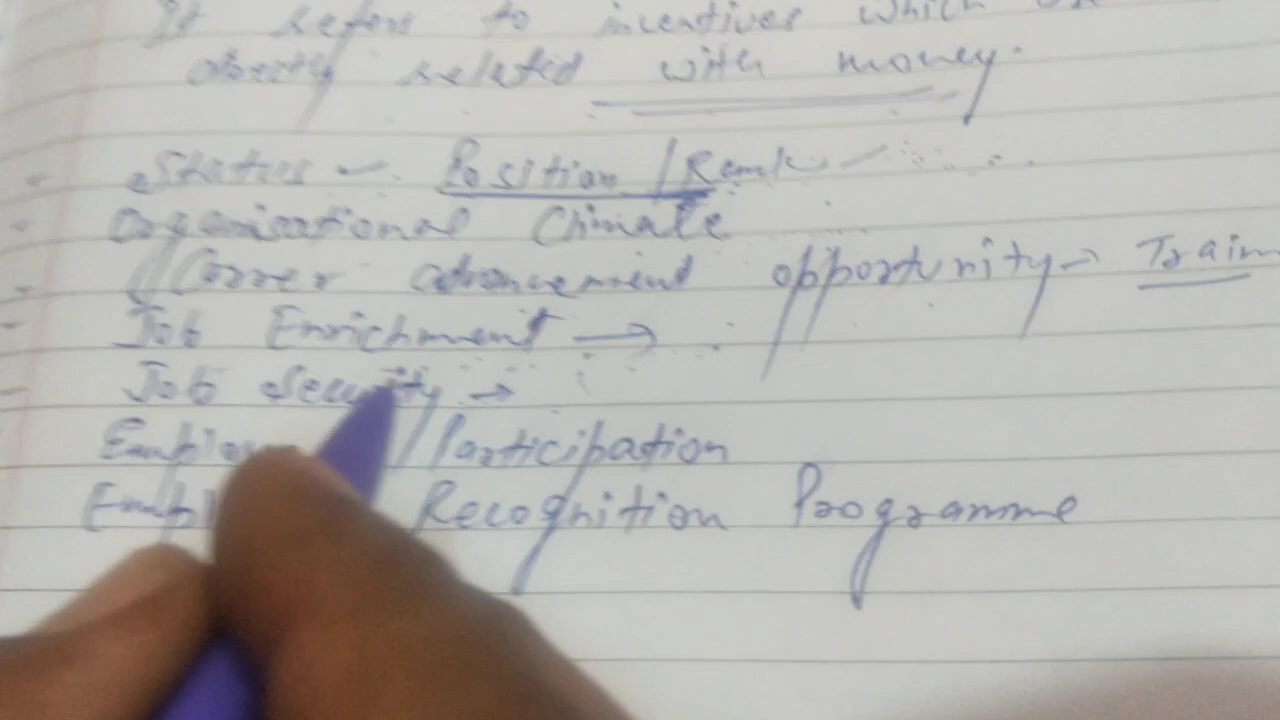 It refers to incentives which
directly related with money.
- Status - Position / Rank -
- Organisational Climate
- Career advancement opportunity → Train
- Job Enrichment →
- Job Security →
Participation
Recognition Programme